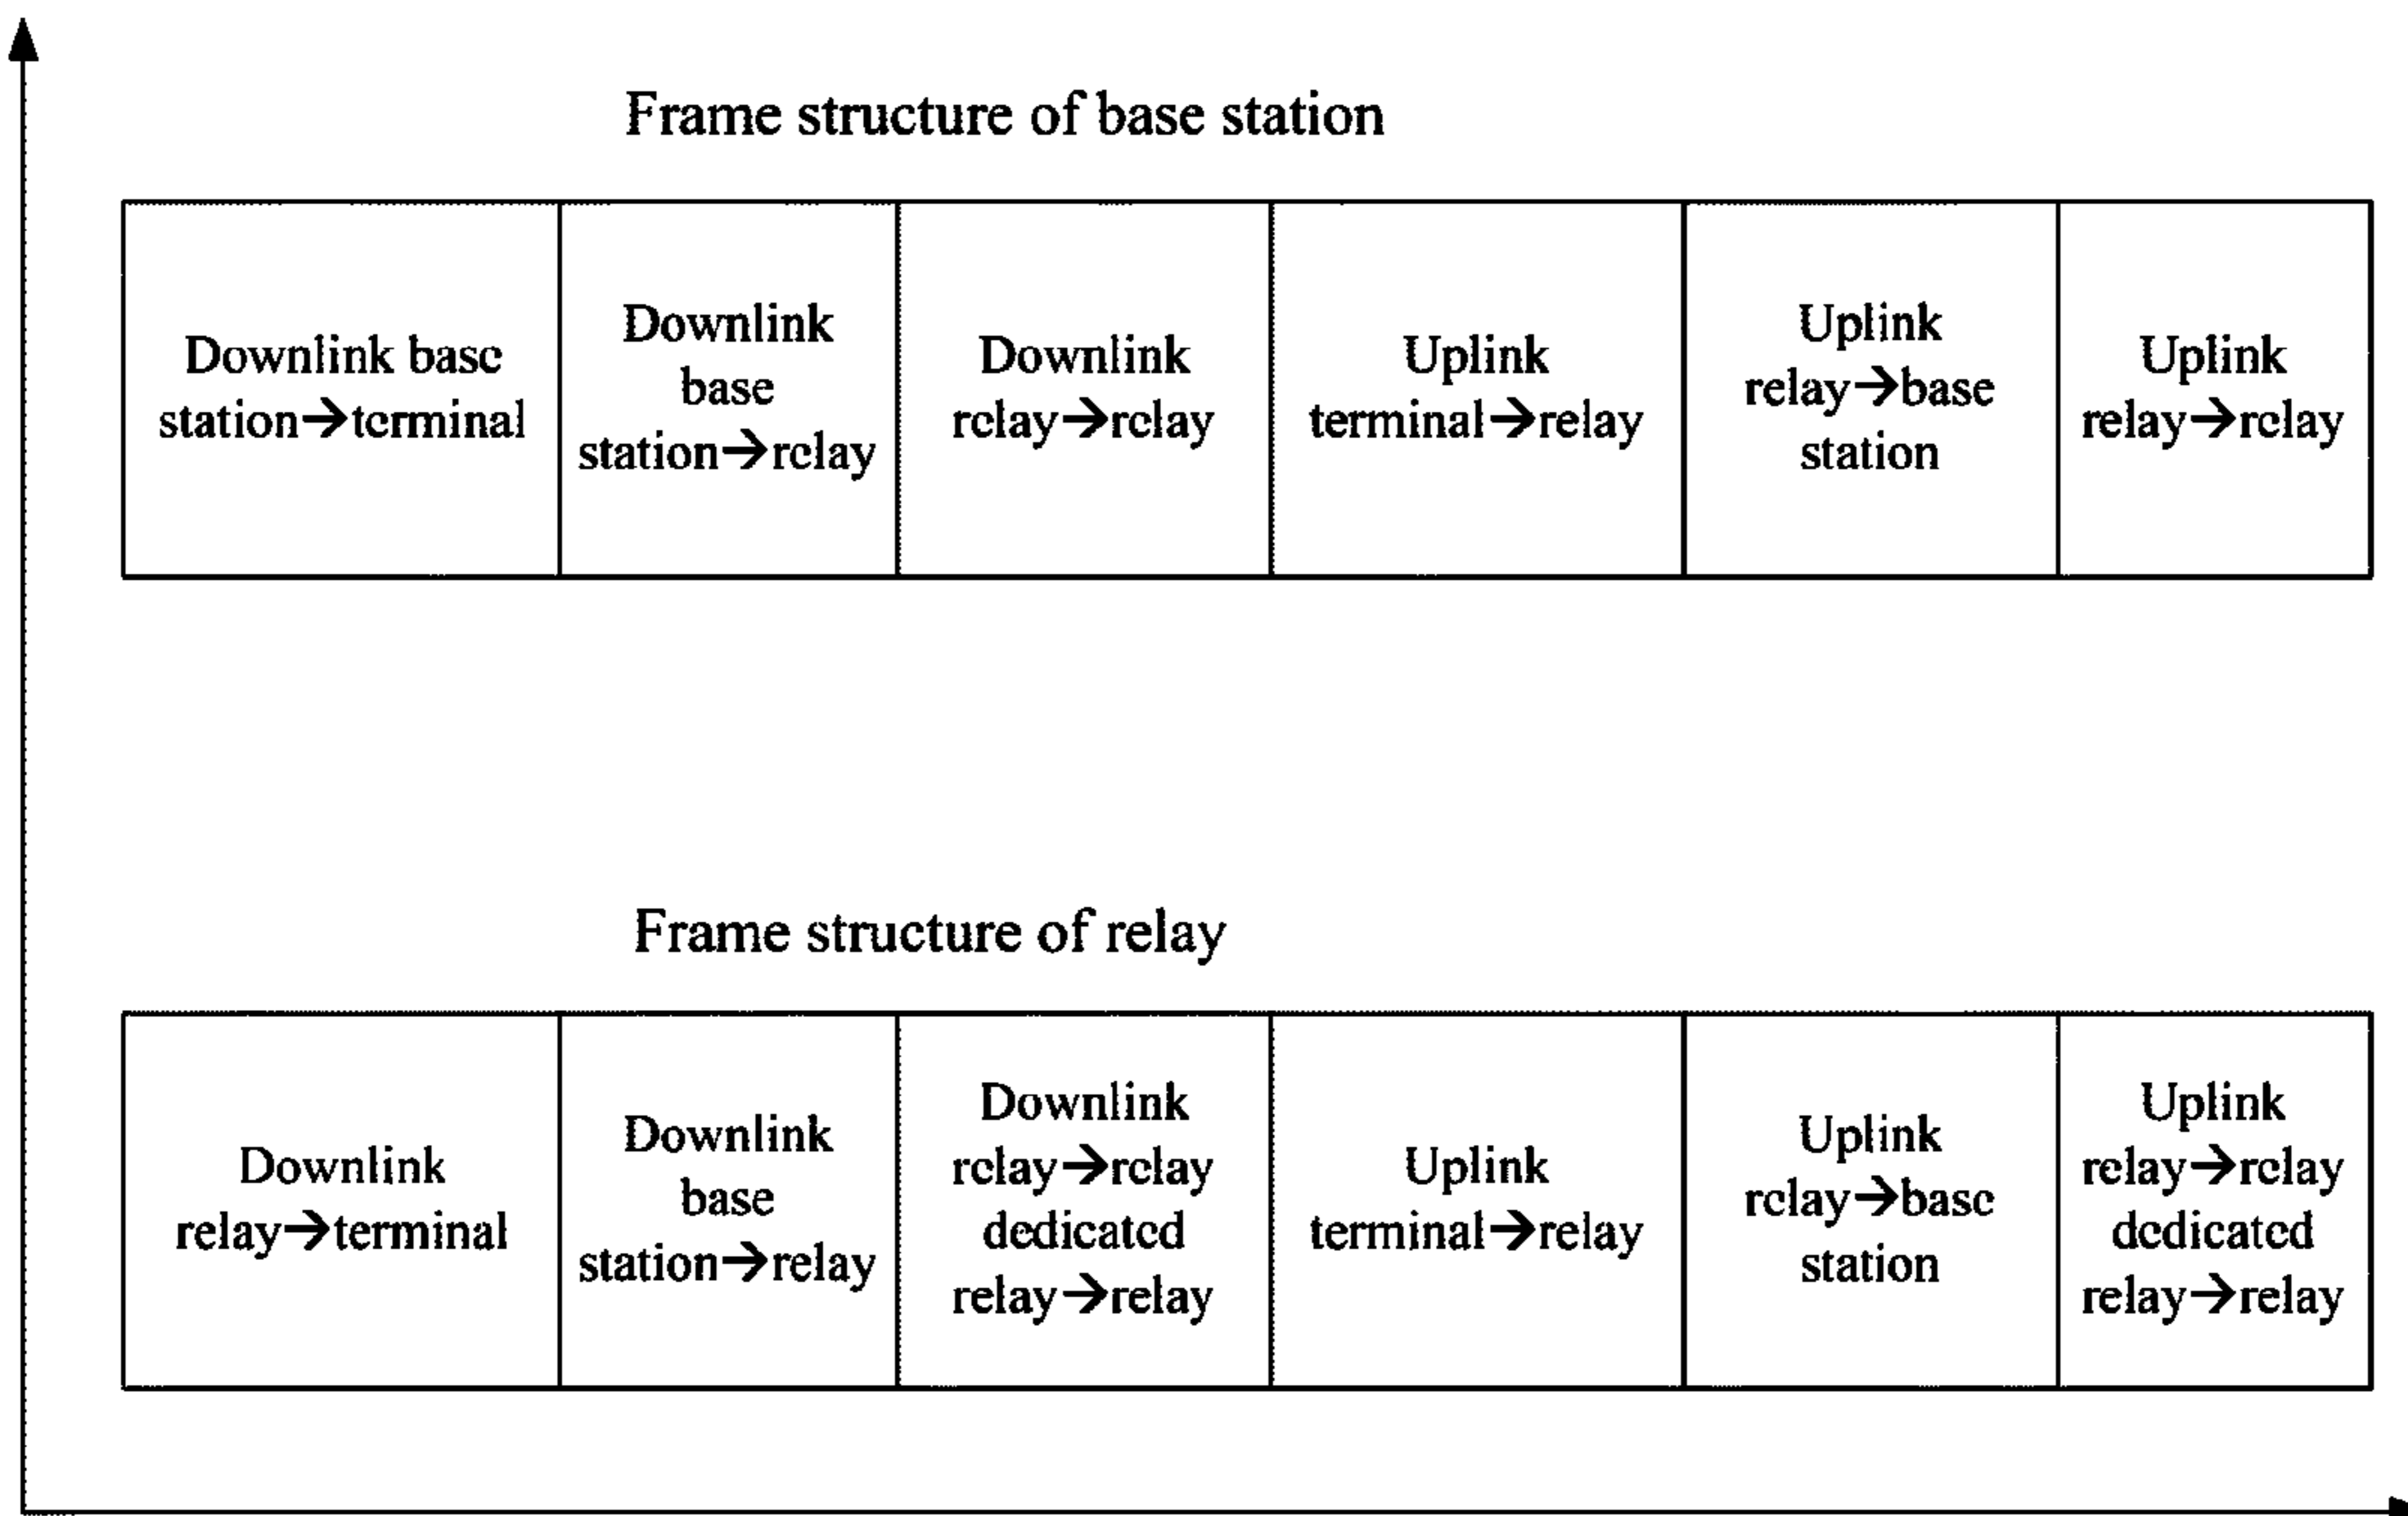 Frame structure of base station
Downlink base
station→terminal
Downlink
base
station→relay
Downlink
relay→relay
Uplink
terminal→relay
Uplink
relay→base
station
Uplink
relay→relay
Frame structure of relay
Downlink
relay→terminal
Downlink
base
station→relay
Downlink
relay→relay
dedicated
relay→relay
Uplink
terminal→relay
Uplink
relay→base
station
Uplink
relay→relay
dedicated
relay→relay